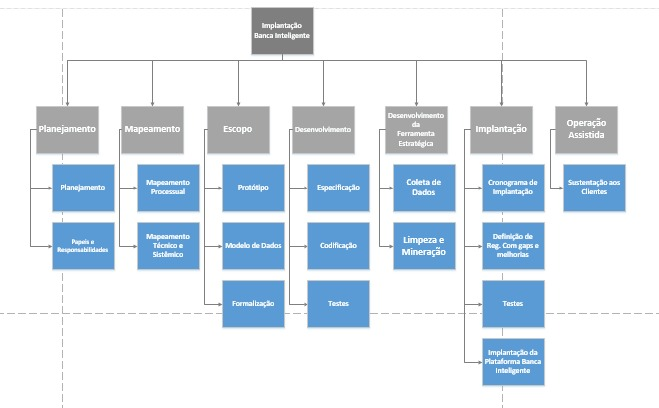 Implantação
Banca Inteligente
Planejamento
Mapeamento
Escopo
Desenvolvimento
Desenvolvimento
da
Ferramenta
Estratégica
Implantação
Operação
Assistida
Planejamento
Mapeamento
Processual
Protótipo
Especificação
Coleta de
Dados
Cronograma de
Implantação
Sustentação aos
Clientes
Papeis e
Responsabilidades
Mapeamento
Técnico e
Sistêmico
Modelo de Dados
Codificação
Limpeza e
Mineração
Definição de
Reg. Com gaps e
melhorias
Formalização
Testes
Testes
Implantação da
Plataforma Banca
Inteligente